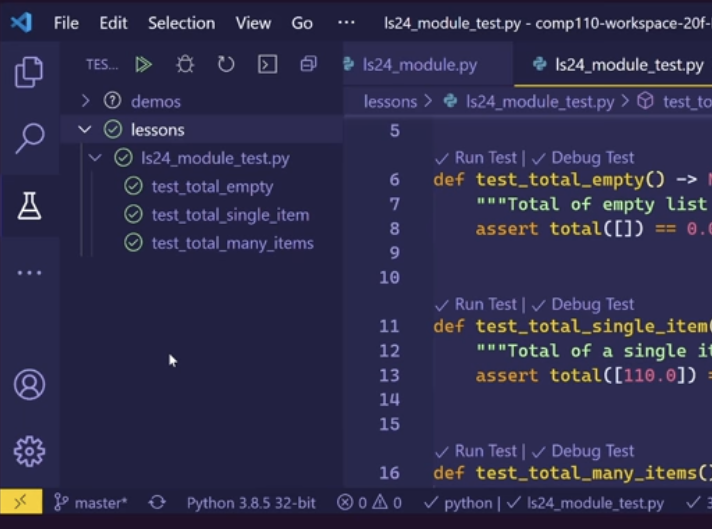 File Edit Selection View Go ··· ls24_module_test.py - comp110-workspace-20f-
TES...
ls24_module.py ls24_module_test.py
demos
lessons
ls24_module_test.py
test_total_empty
test_total_single_item
test_total_many_items
lessons > ls24_module_test.py >
5
✓ Run Test | ✓ Debug Test
6 def test_total_empty() ->
7 """Total of empty list
8 assert total([]) == 0.
9
10
✓ Run Test | ✓ Debug Test
11 def test_total_single_item(
12 """Total of a single
13 assert total([110.0]) =
14
15
✓ Run Test | ✓ Debug Test
16 def test_total_many_items()
master* Python 3.8.5 32-bit 0 0 ✓ python | ✓ ls24_module_test.py ✓